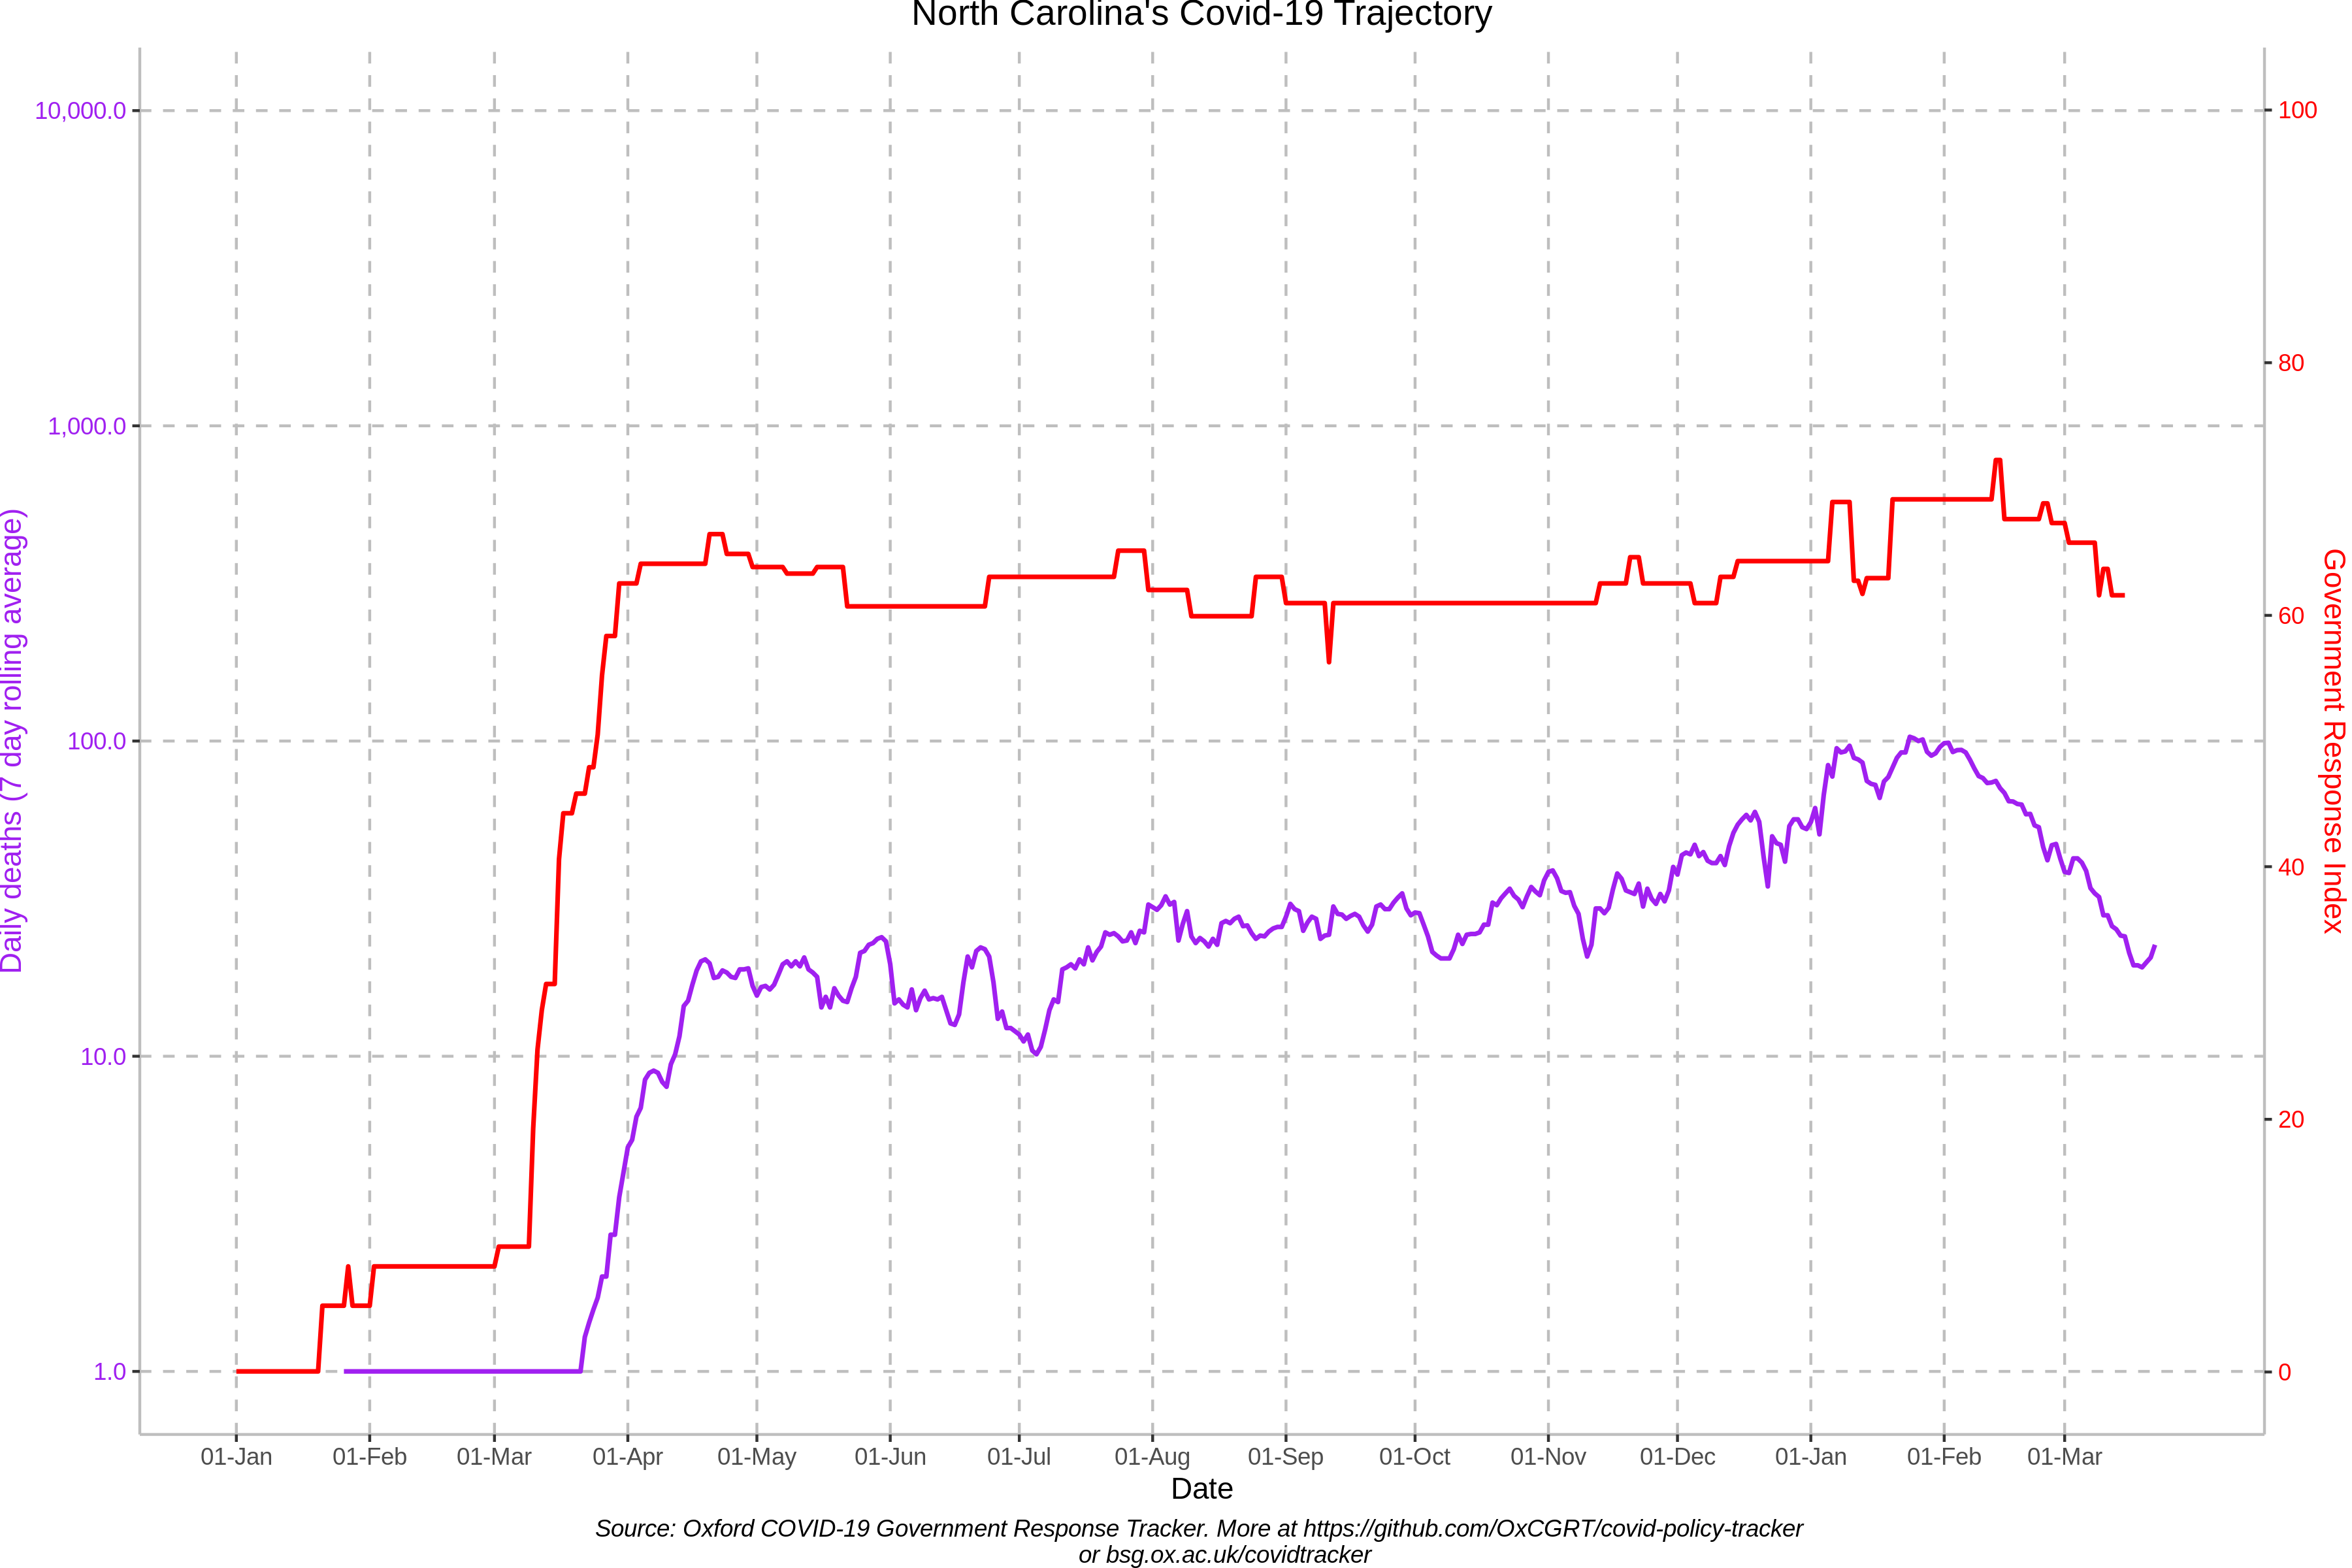 North Carolina's Covid-19 Trajectory
10,000.0
1,000.0
100.0
10.0
1.0
Daily deaths (7 day rolling average)
100
80
60
40
20
0
Government Response Index
01-Jan 01-Feb 01-Mar 01-Apr 01-May 01-Jun 01-Jul 01-Aug 01-Sep 01-Oct 01-Nov 01-Dec 01-Jan 01-Feb 01-Mar
Date
Source: Oxford COVID-19 Government Response Tracker. More at https://github.com/OxCGRT/covid-policy-tracker
or bsg.ox.ac.uk/covidtracker